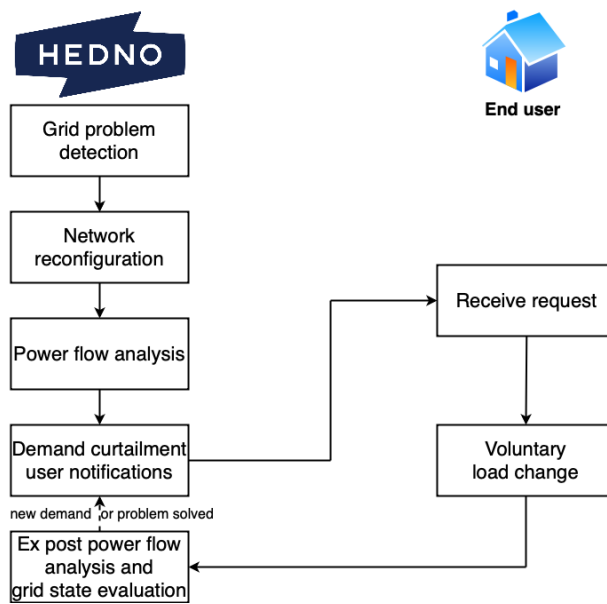 HEDNO
End user
Grid problem
detection
Network
reconfiguration
Receive request
Power flow analysis
Demand curtailment
user notifications
Voluntary
load change
new demand or problem solved
Ex post power flow
analysis and
grid state evaluation